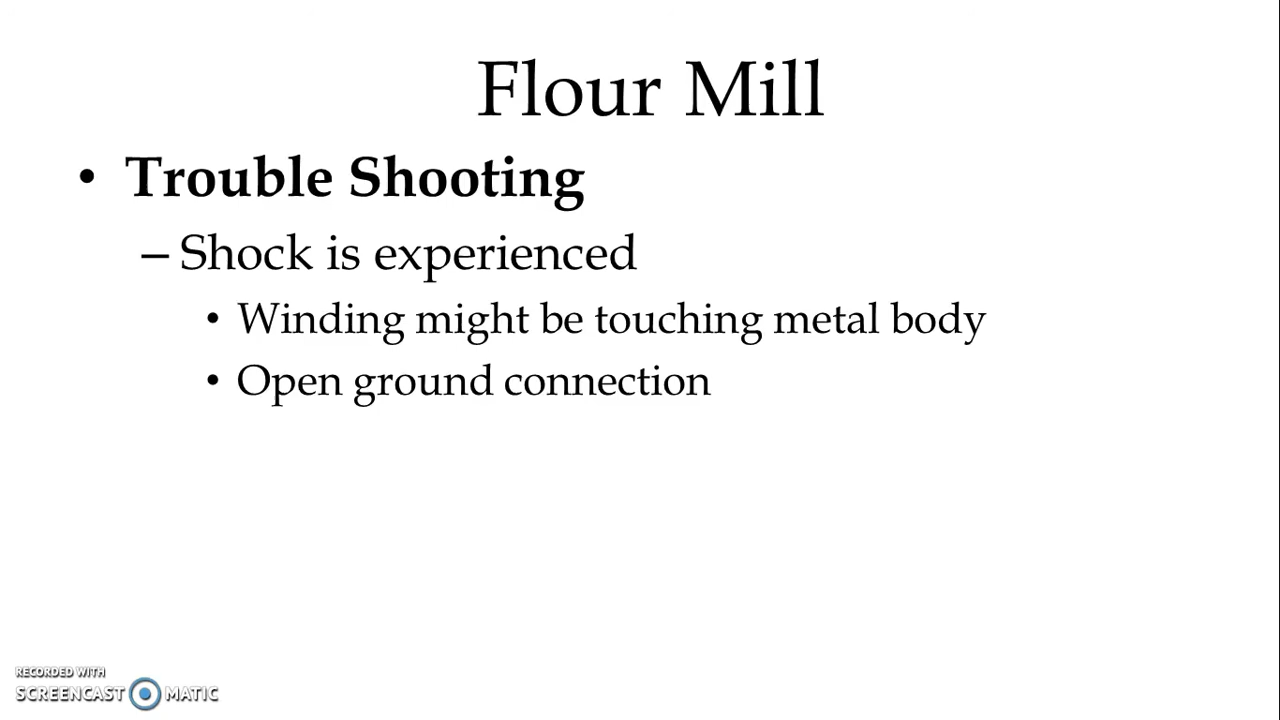 Flour Mill
• Trouble Shooting
– Shock is experienced
• Winding might be touching metal body
• Open ground connection
RECORDED WITH
SCREENCAST MATIC